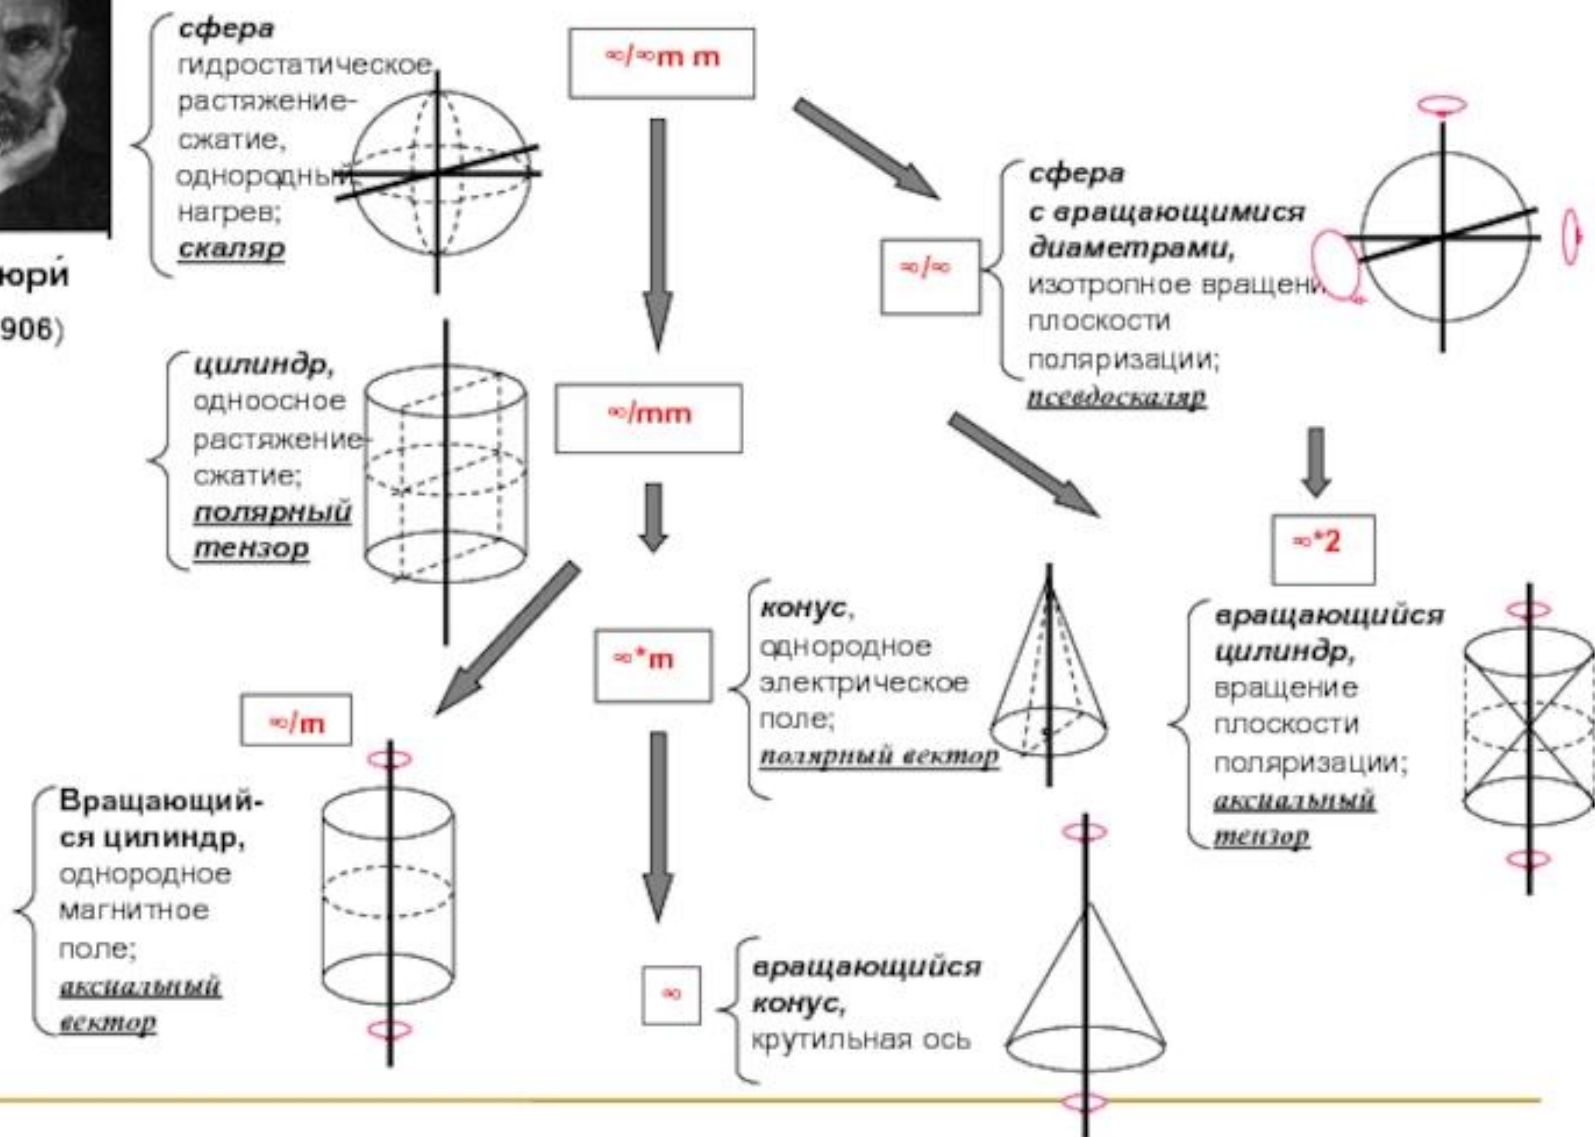 сфера
гидростатическое
растяжение-
сжатие,
однородный
нагрев;
скаляр
∞/∞m m
юри́
906)
сфера
с вращающимися
диаметрами,
изотропное вращени
плоскости
поляризации;
псевдоскаляр
∞/∞
цилиндр,
одноосное
растяжение-
сжатие;
полярный
тензор
∞/mm
∞*2
∞*m
конус,
однородное
электрическое
поле;
полярный вектор
вращающийся
цилиндр,
вращение
плоскости
поляризации;
аксиальный
тензор
∞/m
Вращающий-
ся цилиндр,
однородное
магнитное
поле;
аксиальный
вектор
∞
вращающийся
конус,
крутильная ось